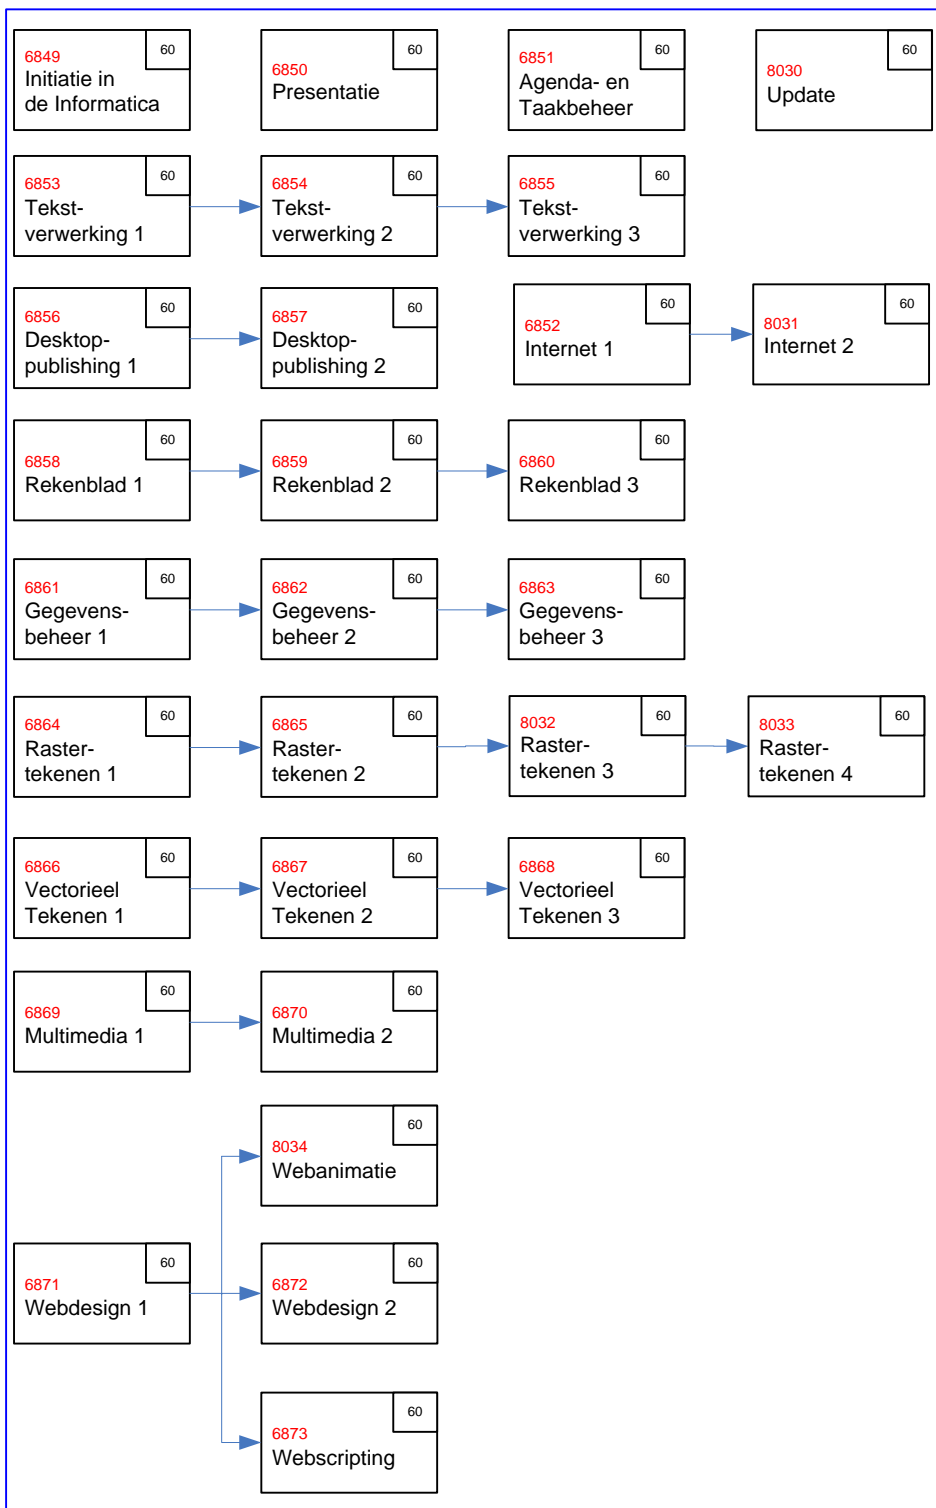 60
6849
Initiatie in
de Informatica
60
6850
Presentatie
60
6851
Agenda- en
Taakbeheer
60
8030
Update
60
6853
Tekst-
verwerking 1
60
6854
Tekst-
verwerking 2
60
6855
Tekst-
verwerking 3
60
6856
Desktop-
publishing 1
60
6857
Desktop-
publishing 2
60
6852
Internet 1
60
8031
Internet 2
60
6858
Rekenblad 1
60
6859
Rekenblad 2
60
6860
Rekenblad 3
60
6861
Gegevens-
beheer 1
60
6862
Gegevens-
beheer 2
60
6863
Gegevens-
beheer 3
60
6864
Raster-
tekenen 1
60
6865
Raster-
tekenen 2
60
8032
Raster-
tekenen 3
60
8033
Raster-
tekenen 4
60
6866
Vectorieel
Tekenen 1
60
6867
Vectorieel
Tekenen 2
60
6868
Vectorieel
Tekenen 3
60
6869
Multimedia 1
60
6870
Multimedia 2
60
8034
Webanimatie
60
6871
Webdesign 1
60
6872
Webdesign 2
60
6873
Webscripting